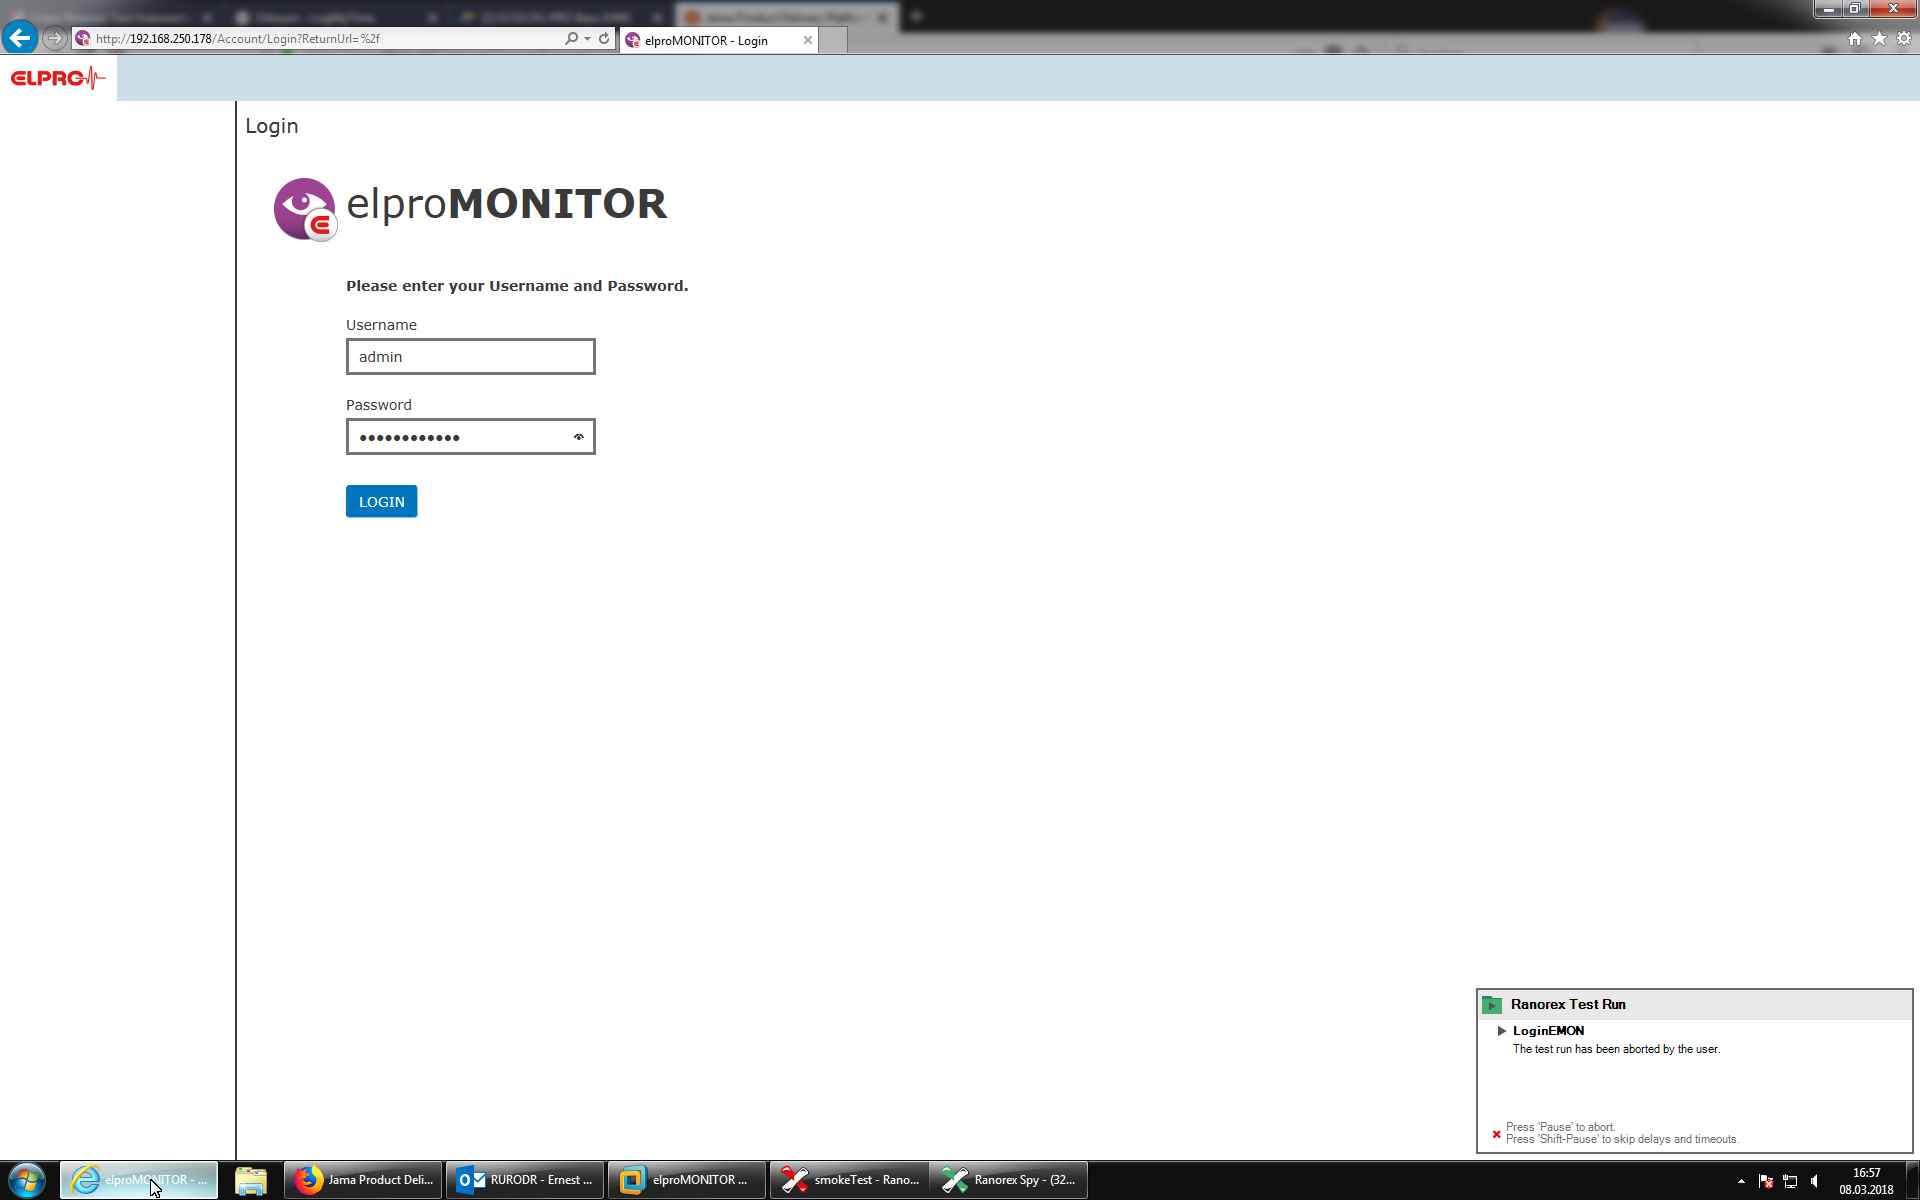 http://192.168.250.178/Account/Login?ReturnUrl=%2f
elproMONITOR - Login
ELPRO
Login
elproMONITOR
Please enter your Username and Password.
Username
admin
Password
LOGIN
Ranorex Test Run
LoginEMON
The test run has been aborted by the user.
Press 'Pause' to abort.
Press 'Shift-Pause' to skip delays and timeouts.
elproMONITOR - ...
Jama Product Deli...
RURODR - Ernest ...
elproMONITOR ...
smokeTest - Rano...
Ranorex Spy - (32...
16:57
08.03.2018